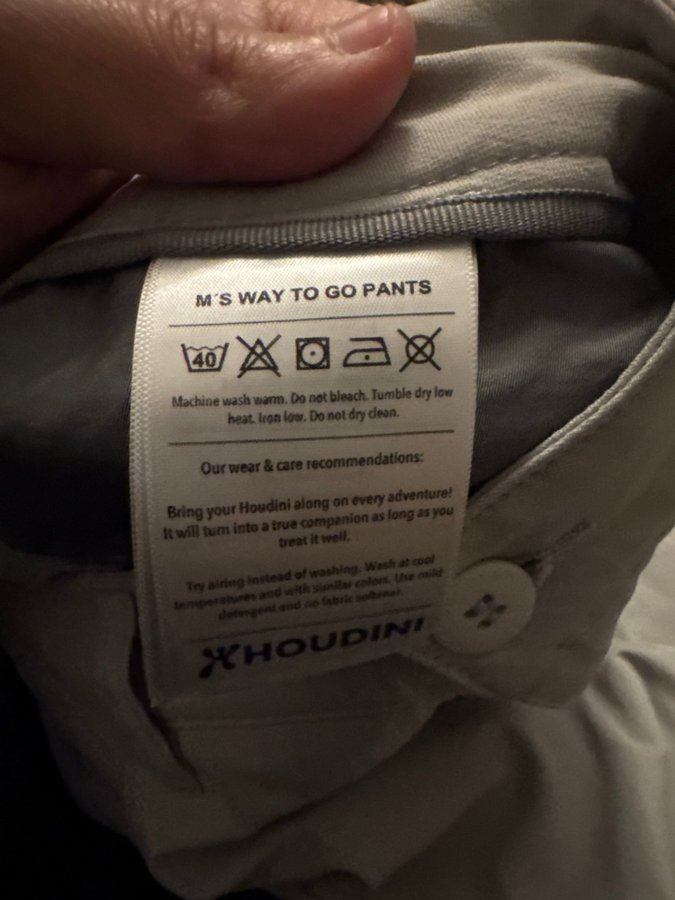 M´S WAY TO GO PANTS
40
Machine wash warm. Do not bleach. Tumble dry low
heat. Iron low. Do not dry clean.
Our wear & care recommendations:
Bring your Houdini along on every adventure!
It will turn into a true companion as long as you
treat it well.
Try airing instead of washing. Wash at cool
temperatures and with similar colors. Use mild
detergent and no fabric softener.
HOUDINI